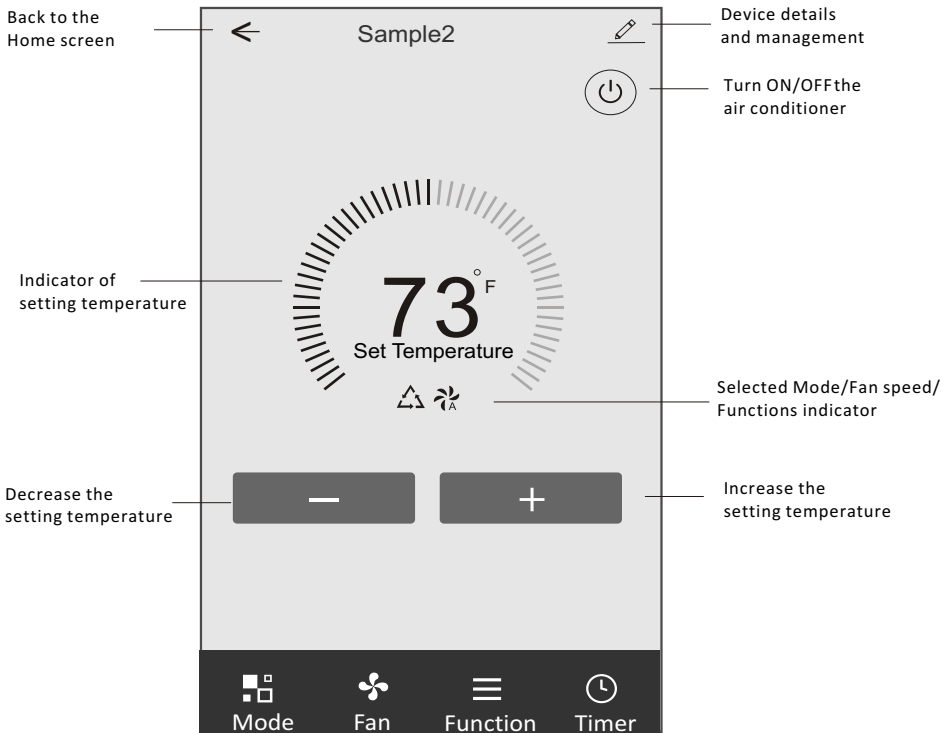 Back to the
Home screen
Sample2
Device details
and management
Turn ON/OFF the
air conditioner
Indicator of
setting temperature
73°F
Set Temperature
A
Selected Mode/Fan speed/
Functions indicator
Decrease the
setting temperature
−
+
Increase the
setting temperature
Mode
Fan
Function
Timer